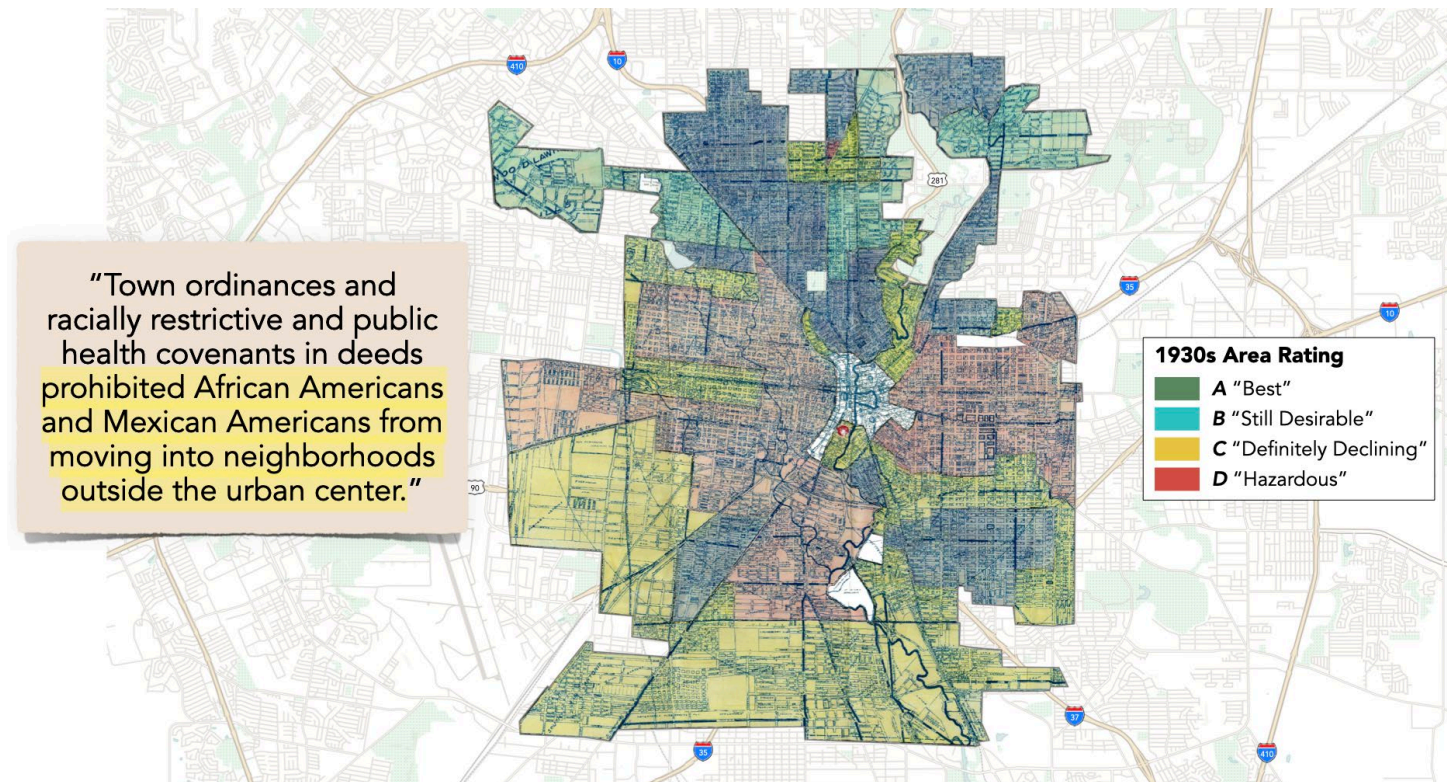 410
10
281
"Town ordinances and
racially restrictive and public
health covenants in deeds
prohibited African Americans
and Mexican Americans from
moving into neighborhoods
outside the urban center."
35
10
1930s Area Rating
A "Best"
B "Still Desirable"
C "Definitely Declining"
D "Hazardous"
90
37
35
410